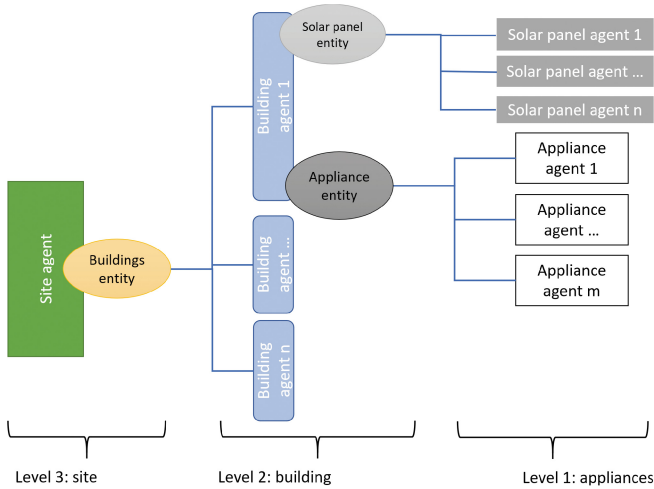 Solar panel
entity
Solar panel agent 1
Solar panel agent ...
Solar panel agent n
Building
agent 1
Appliance
entity
Appliance
agent 1
Appliance
agent ...
Appliance
agent m
Site agent
Buildings
entity
Building
agent ...
Building
agent n
Level 3: site
Level 2: building
Level 1: appliances